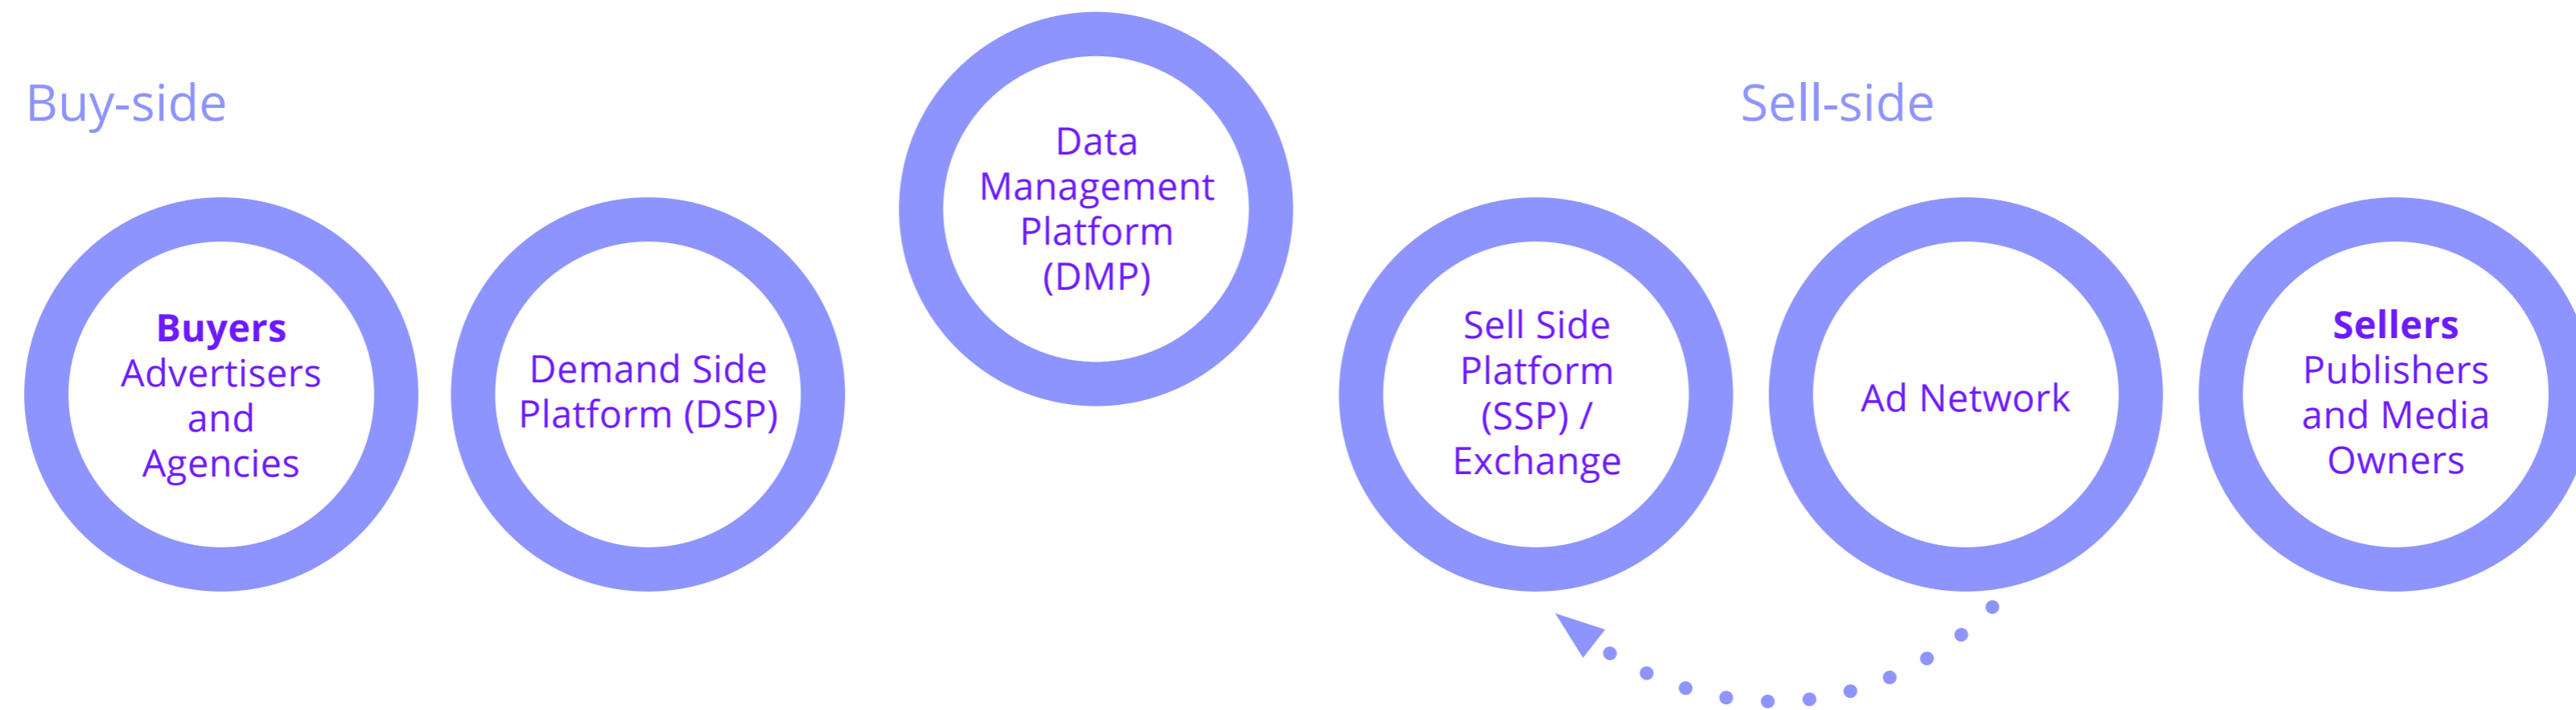 Buy-side
Sell-side
Buyers
Advertisers
and
Agencies
Demand Side
Platform (DSP)
Data
Management
Platform
(DMP)
Sell Side
Platform
(SSP) /
Exchange
Ad Network
Sellers
Publishers
and Media
Owners